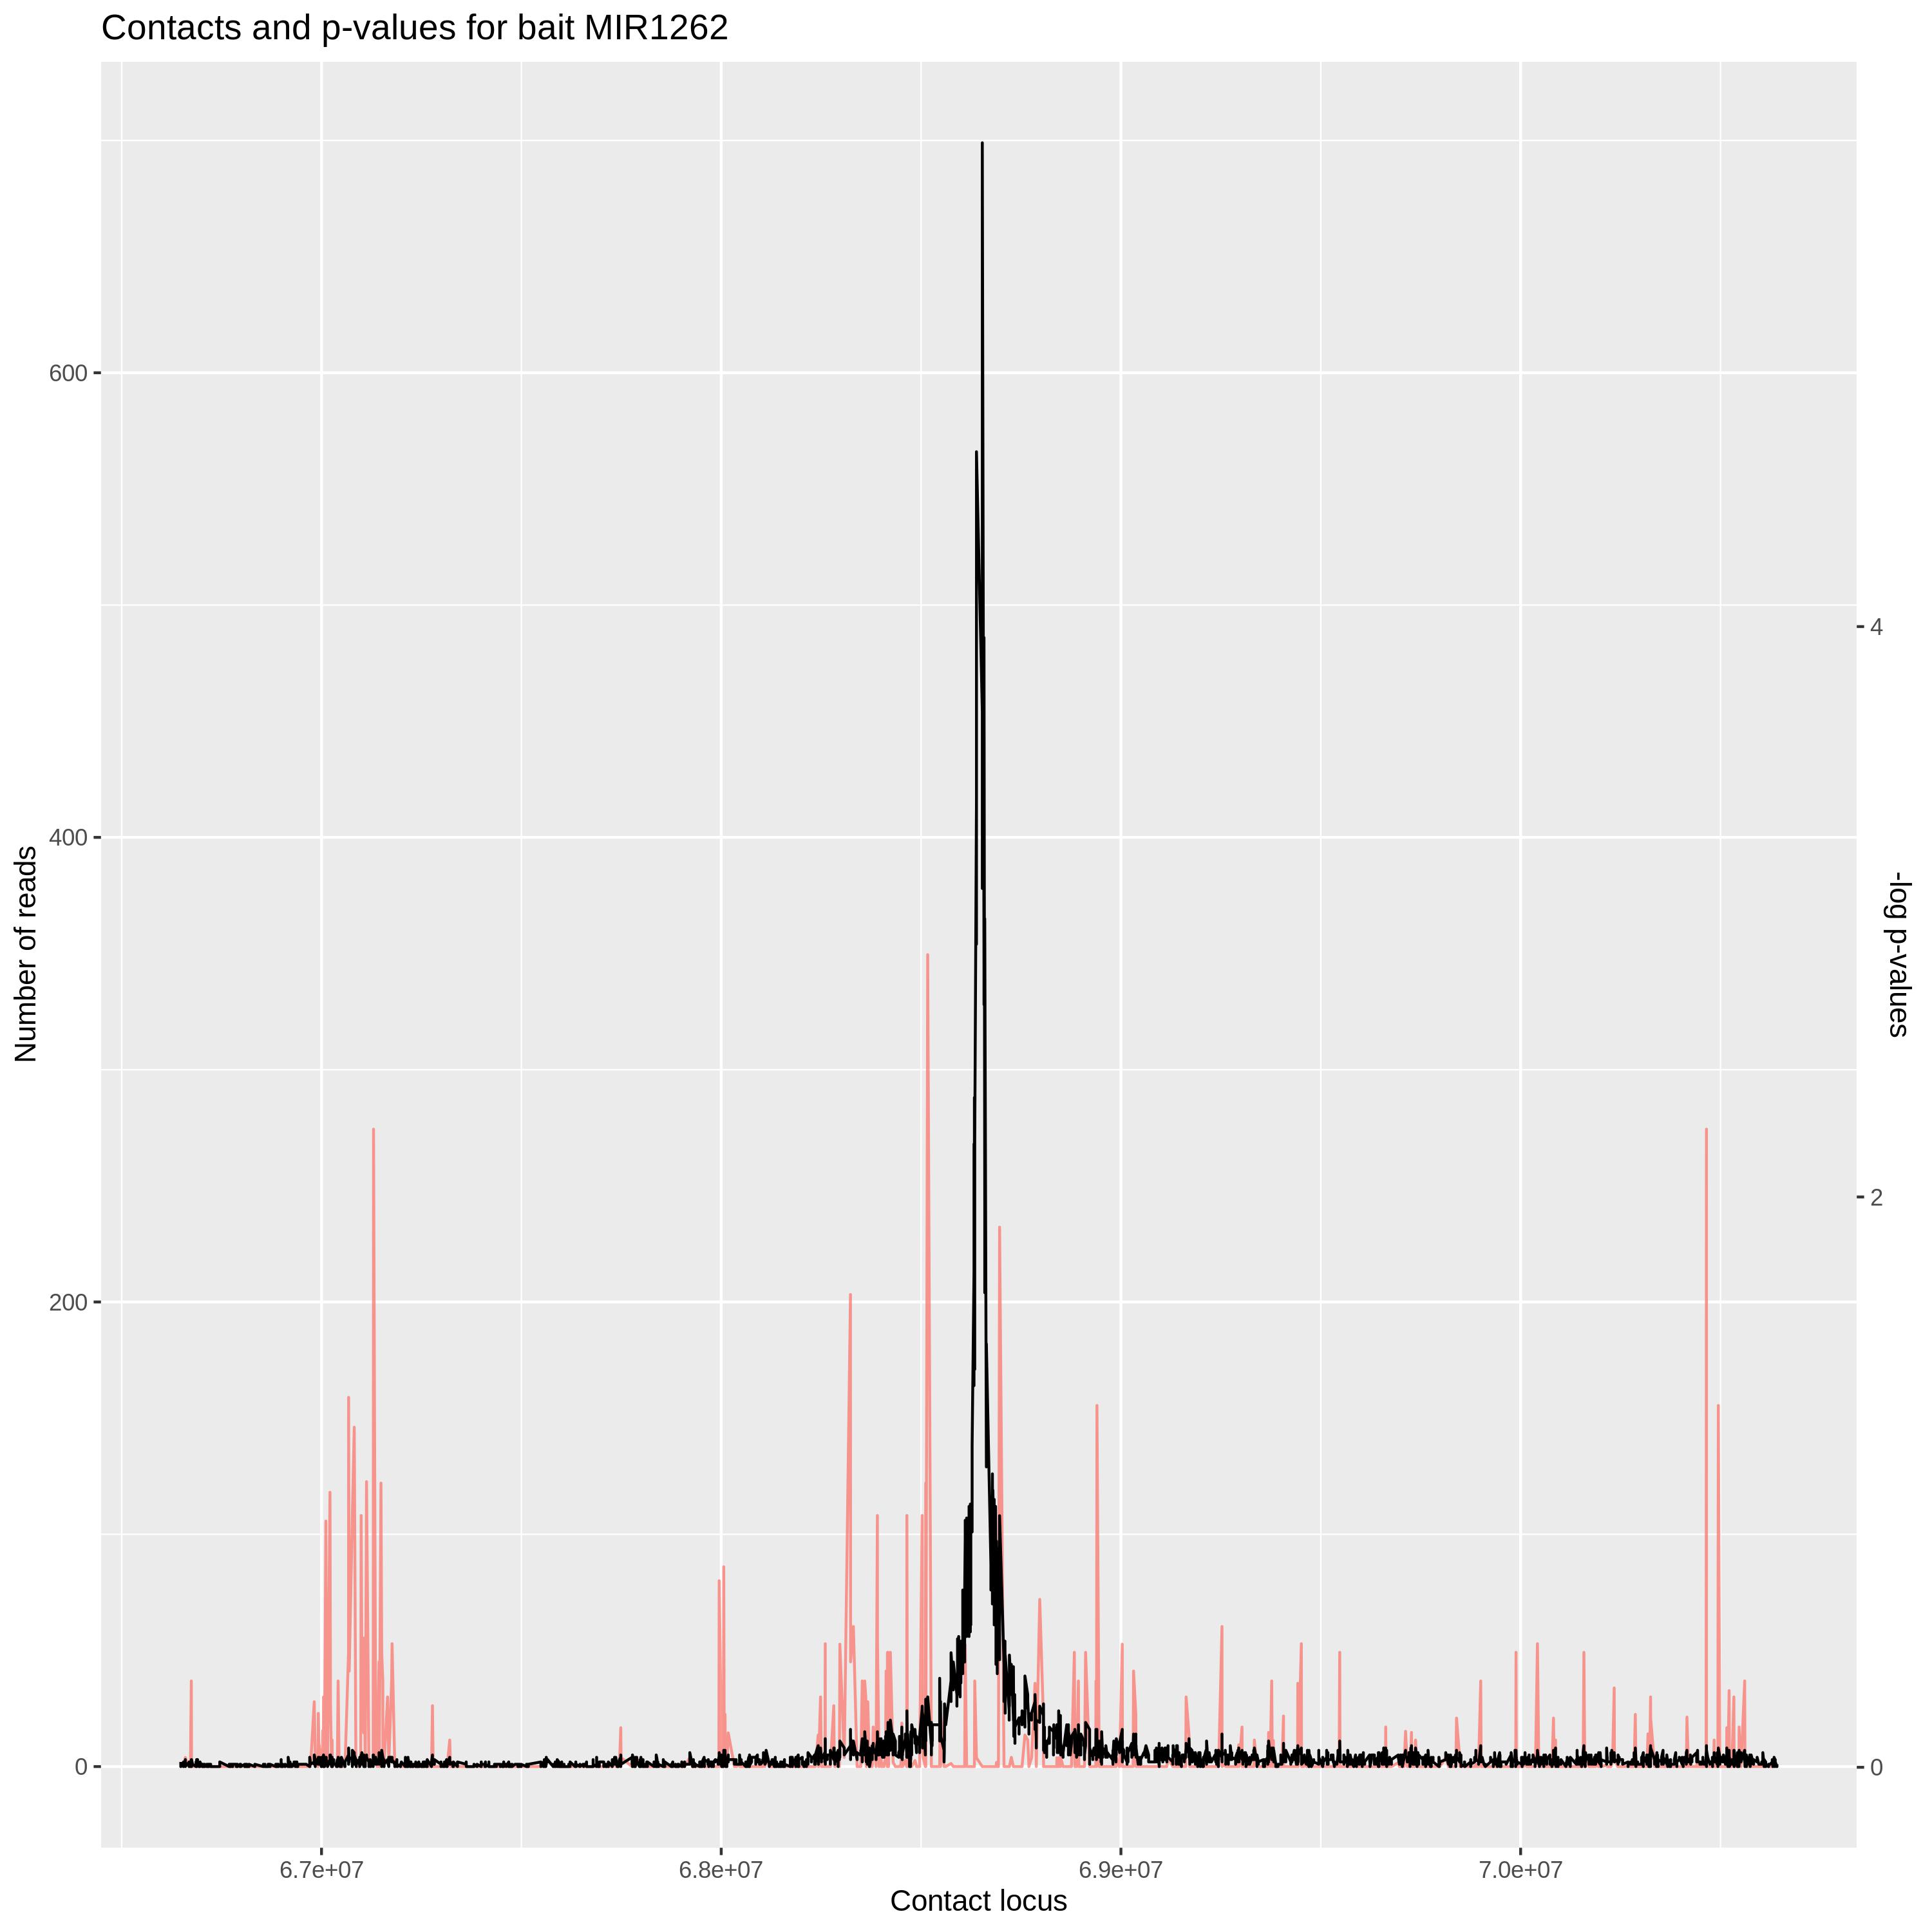 Contacts and p-values for bait MIR1262
600
400
200
0
Number of reads
4
2
0
-log p-values
6.7e+07 6.8e+07 6.9e+07 7.0e+07
Contact locus